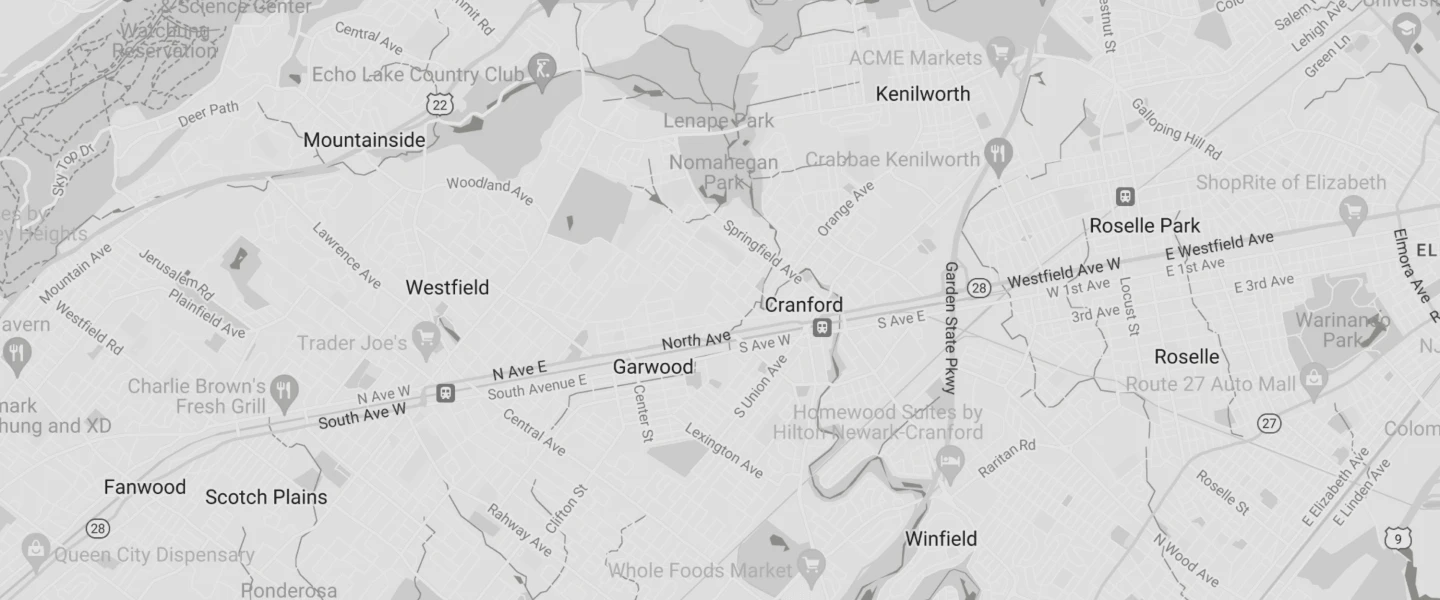 & Science Center
Watchung
Reservation
Central Ave
Echo Lake Country Club
22
Deer Path
Mountainside
Sky Top Dr
Woodland Ave
Lenape Park
Nomahegan
Park
ACME Markets
Kenilworth
Crabbae Kenilworth
Galloping Hill Rd
Green Ln
Lehigh Ave
Salem
ShopRite of Elizabeth
Roselle Park
E Westfield Ave
E 1st Ave
E 3rd Ave
Westfield Ave W
W 1st Ave
3rd Ave
Locust St
Elmora Ave
EL
Mountain Ave
Jerusalem Rd
Plainfield Ave
Westfield Rd
Lawrence Ave
Westfield
Trader Joe's
Charlie Brown's
Fresh Grill
Springfield Ave
Orange Ave
Cranford
28
Garden State Pkwy
S Ave E
North Ave
S Ave W
Garwood
N Ave E
South Avenue E
N Ave W
South Ave W
S Union Ave
Center St
Central Ave
Lexington Ave
Homewood Suites by
Hilton Newark-Cranford
Raritan Rd
Roselle
Route 27 Auto Mall
Warinanco
Park
27
Colom
Roselle St
E Elizabeth Ave
E Linden Ave
N Wood Ave
9
Fanwood
Scotch Plains
28
Queen City Dispensary
Ponderosa
Rahway Ave
Clifton St
Whole Foods Market
Winfield
hung and XD